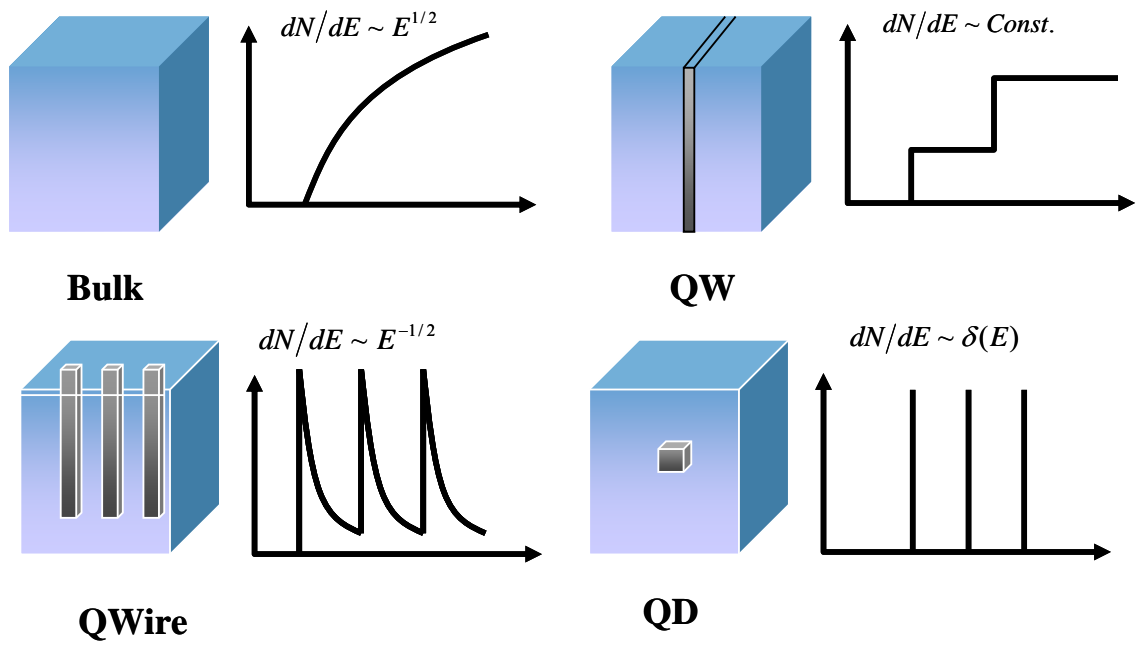 dN/dE ~ E^{1/2}
dN/dE ~ Const.
Bulk
QW
dN/dE ~ E^{−1/2}
dN/dE ~ δ(E)
QWire
QD